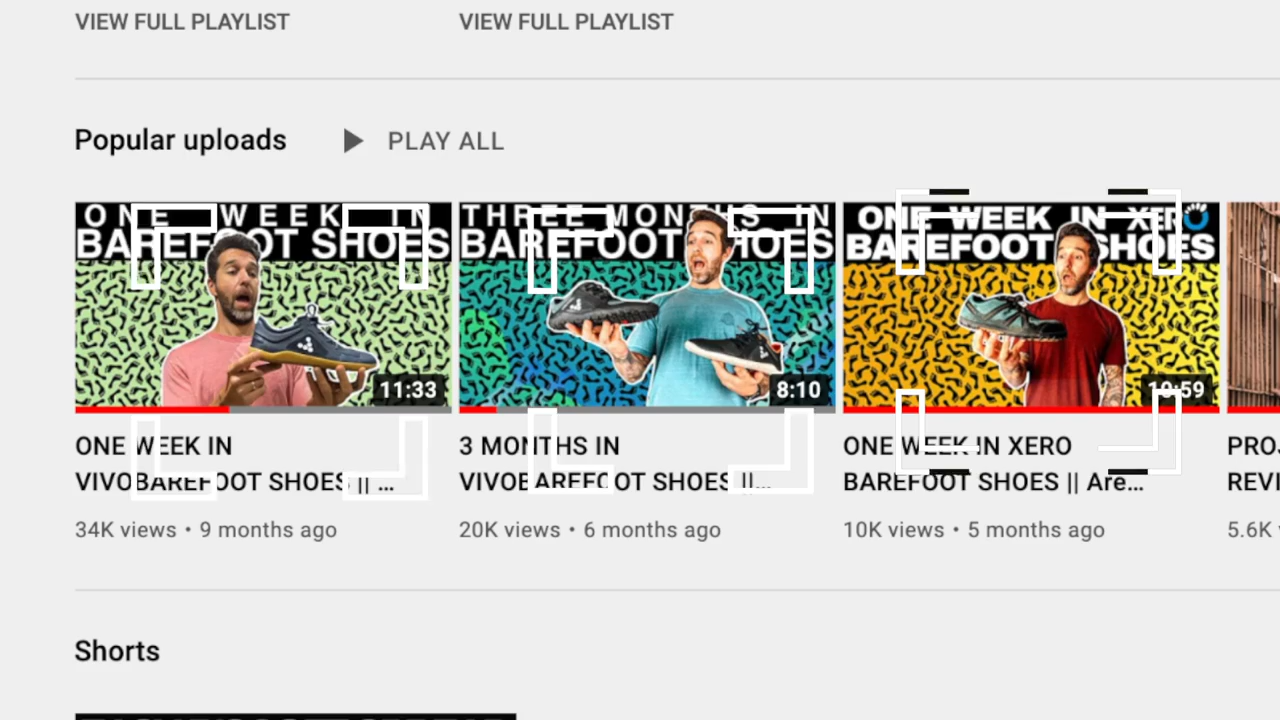 VIEW FULL PLAYLIST VIEW FULL PLAYLIST
Popular uploads PLAY ALL
ONE WEEK IN THREE MONTHS IN ONE WEEK IN XERO
BAREFOOT SHOES BAREFOOT SHOES BAREFOOT SHOES
11:33 8:10 10:59
ONE WEEK IN 3 MONTHS IN ONE WEEK IN XERO
VIVOBAREFOOT SHOES || ... VIVOBAREFOOT SHOES ||... BAREFOOT SHOES || Are...
34K views • 9 months ago 20K views • 6 months ago 10K views • 5 months ago 5.6K
Shorts